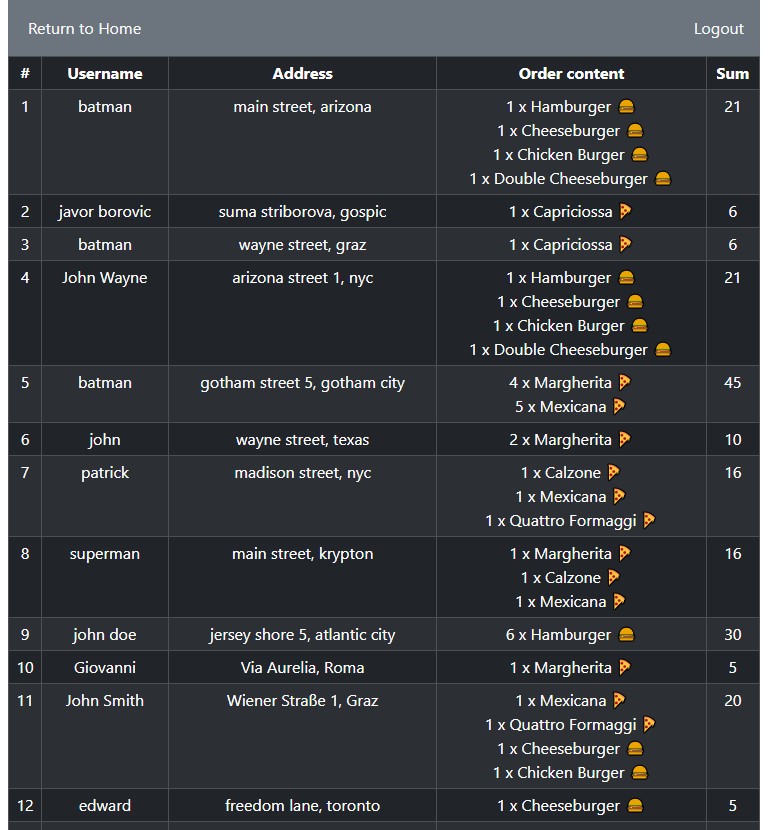 Return to Home Logout
# Username Address Order content Sum
1 batman main street, arizona 1 x Hamburger 🍔 21
1 x Cheeseburger 🍔
1 x Chicken Burger 🍔
1 x Double Cheeseburger 🍔
2 javor borovic suma striborova, gospic 1 x Capriciossa 🍕 6
3 batman wayne street, graz 1 x Capriciossa 🍕 6
4 John Wayne arizona street 1, nyc 1 x Hamburger 🍔 21
1 x Cheeseburger 🍔
1 x Chicken Burger 🍔
1 x Double Cheeseburger 🍔
5 batman gotham street 5, gotham city 4 x Margherita 🍕 45
5 x Mexicana 🍕
6 john wayne street, texas 2 x Margherita 🍕 10
7 patrick madison street, nyc 1 x Calzone 🍕 16
1 x Mexicana 🍕
1 x Quattro Formaggi 🍕
8 superman main street, krypton 1 x Margherita 🍕 16
1 x Calzone 🍕
1 x Mexicana 🍕
9 john doe jersey shore 5, atlantic city 6 x Hamburger 🍔 30
10 Giovanni Via Aurelia, Roma 1 x Margherita 🍕 5
11 John Smith Wiener Straße 1, Graz 1 x Mexicana 🍕 20
1 x Quattro Formaggi 🍕
1 x Cheeseburger 🍔
1 x Chicken Burger 🍔
12 edward freedom lane, toronto 1 x Cheeseburger 🍔 5